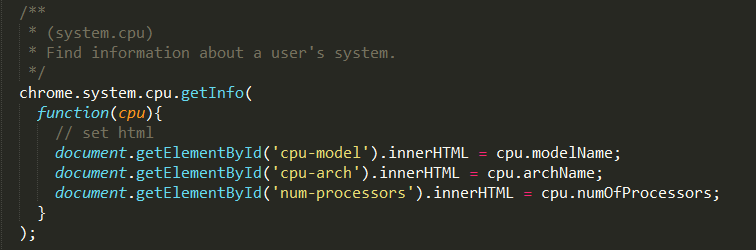 /**
 * (system.cpu)
 * Find information about a user's system.
 */
chrome.system.cpu.getInfo(
  function(cpu){
    // set html
    document.getElementById('cpu-model').innerHTML = cpu.modelName;
    document.getElementById('cpu-arch').innerHTML = cpu.archName;
    document.getElementById('num-processors').innerHTML = cpu.numOfProcessors;
  }
);